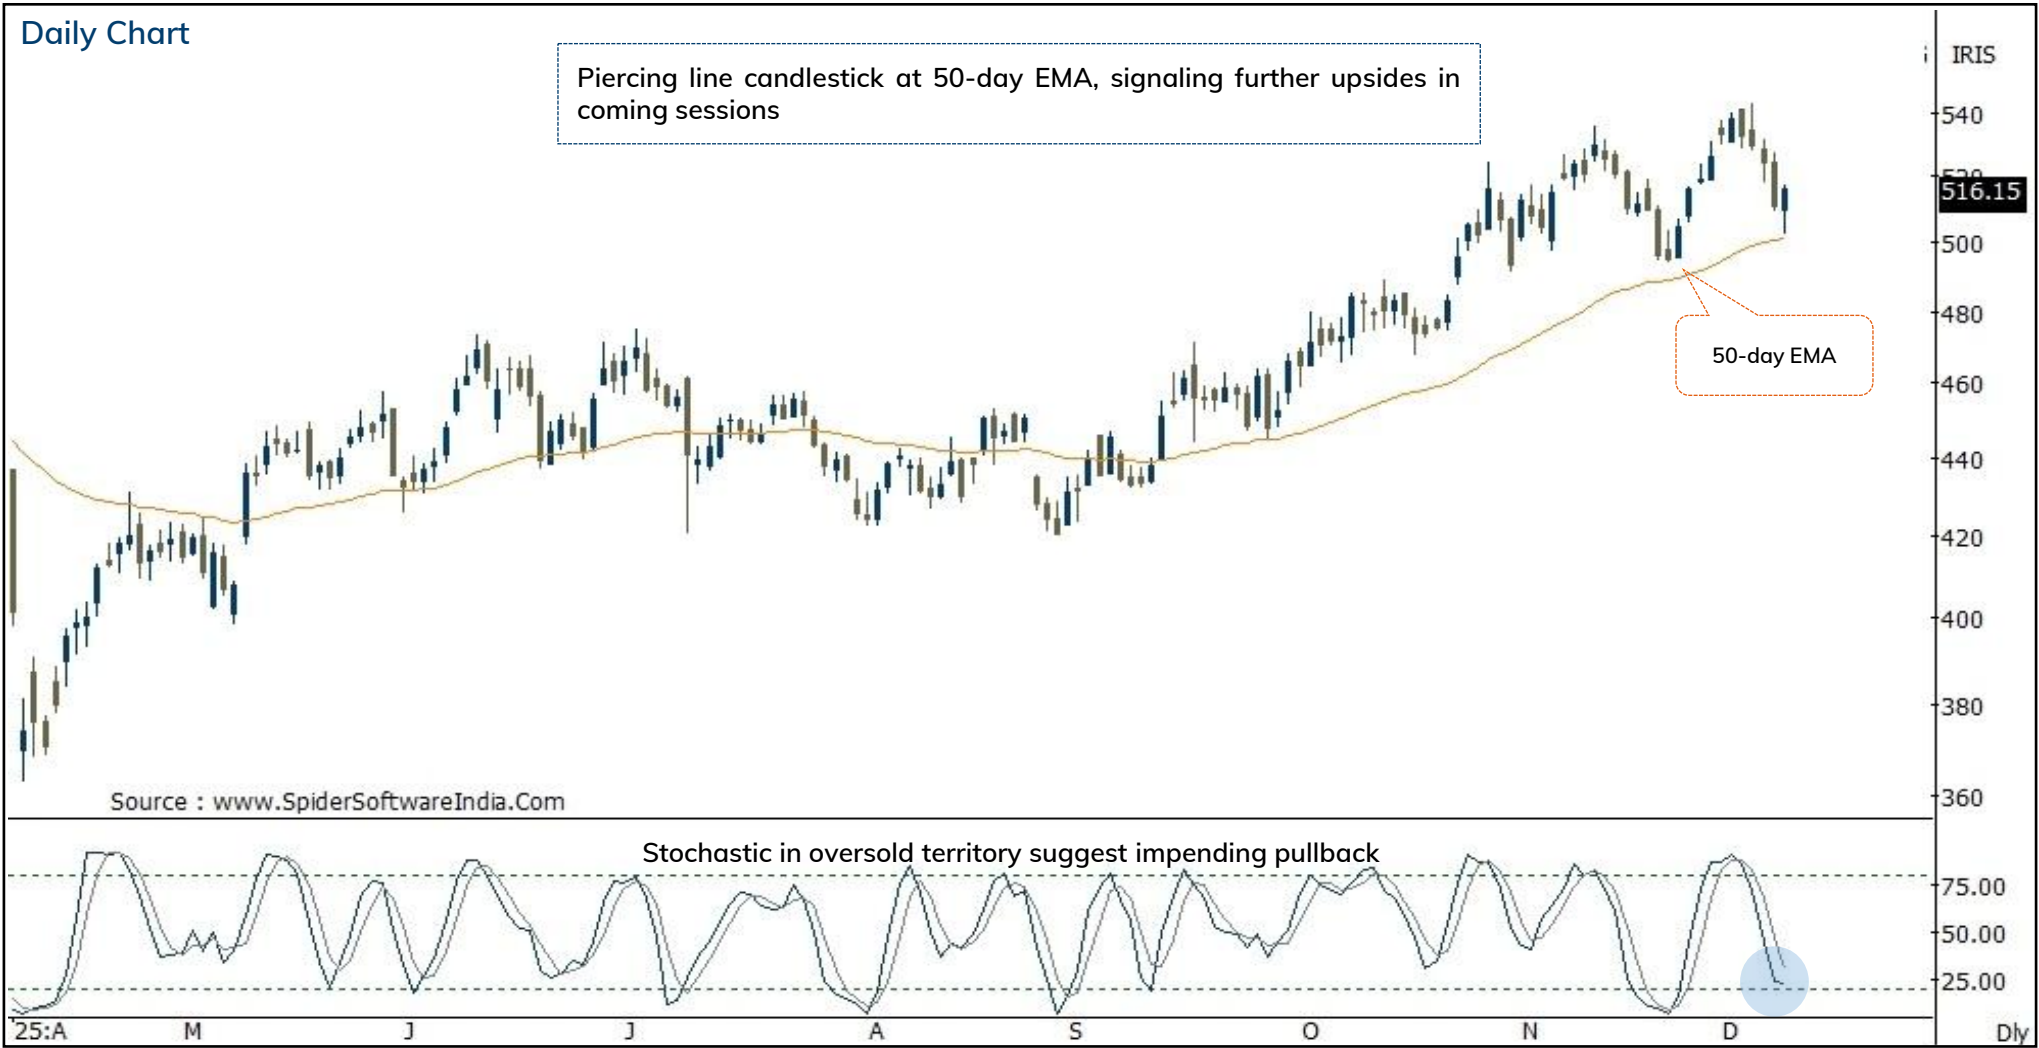 Daily Chart
IRIS
Piercing line candlestick at 50-day EMA, signaling further upsides in
coming sessions
540
516.15
500
480
50-day EMA
460
440
420
400
380
Source : www.SpiderSoftwareIndia.Com
360
Stochastic in oversold territory suggest impending pullback
75.00
50.00
25.00
25:A M J J A S O N D Dly